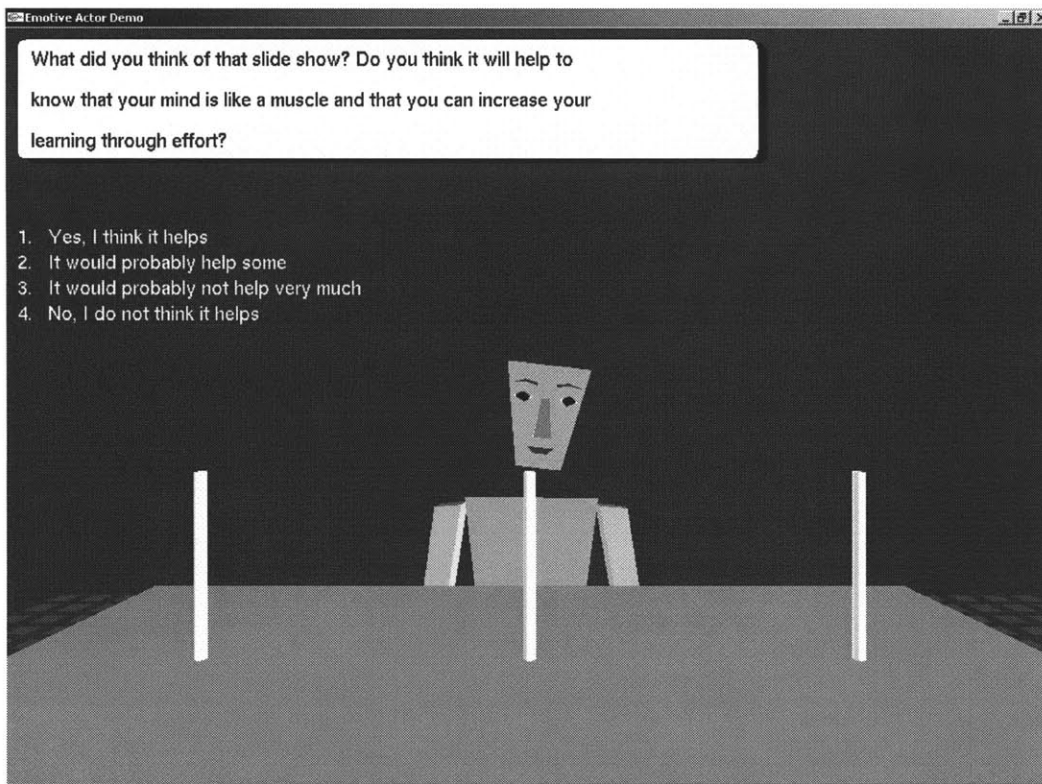 Emotive Actor Demo
What did you think of that slide show? Do you think it will help to
know that your mind is like a muscle and that you can increase your
learning through effort?
1. Yes, I think it helps
2. It would probably help some
3. It would probably not help very much
4. No, I do not think it helps